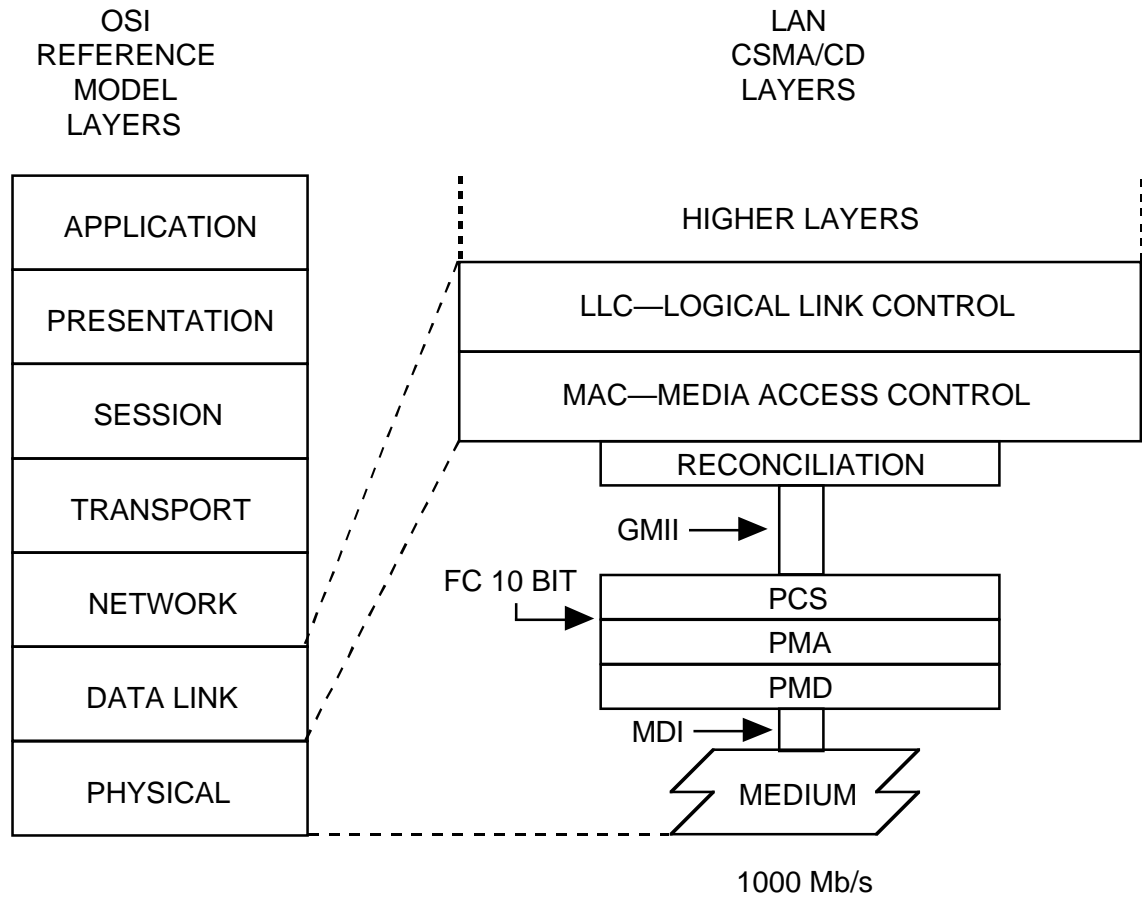 OSI
REFERENCE
MODEL
LAYERS
LAN
CSMA/CD
LAYERS
APPLICATION
PRESENTATION
SESSION
TRANSPORT
NETWORK
DATA LINK
PHYSICAL
HIGHER LAYERS
LLC—LOGICAL LINK CONTROL
MAC—MEDIA ACCESS CONTROL
RECONCILIATION
GMII
FC 10 BIT
PCS
PMA
PMD
MDI
MEDIUM
1000 Mb/s